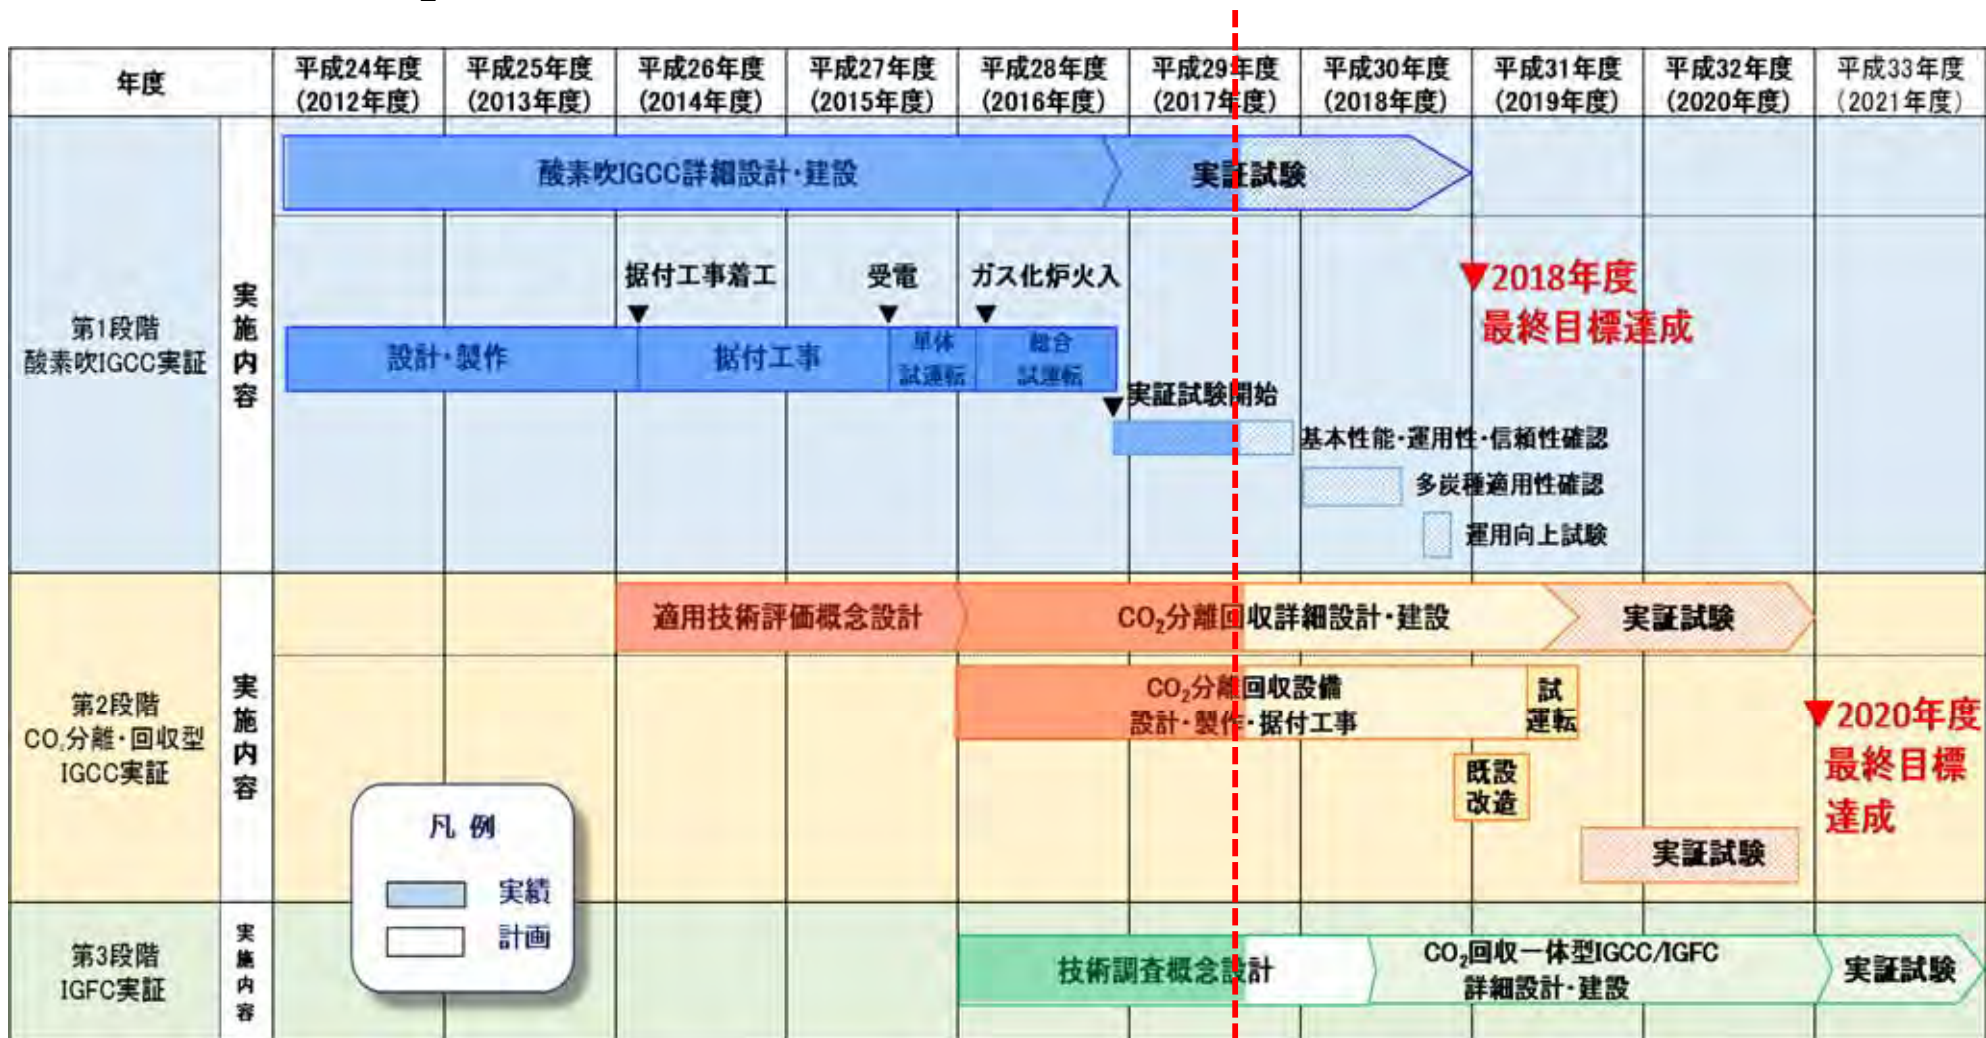 年度
平成24年度
(2012年度)
平成25年度
(2013年度)
平成26年度
(2014年度)
平成27年度
(2015年度)
平成28年度
(2016年度)
平成29年度
(2017年度)
平成30年度
(2018年度)
平成31年度
(2019年度)
平成32年度
(2020年度)
平成33年度
(2021年度)
第1段階
酸素吹IGCC実証
実施内容
酸素吹IGCC詳細設計・建設
実証試験
据付工事着工
受電
ガス化炉火入
▼2018年度
最終目標達成
設計・製作
据付工事
単体
試運転
総合
試運転
実証試験開始
基本性能・運用性・信頼性確認
多炭種適用性確認
運用向上試験
第2段階
CO₂分離・回収型
IGCC実証
実施内容
適用技術評価概念設計
CO₂分離回収詳細設計・建設
実証試験
CO₂分離回収設備
設計・製作・据付工事
試
運転
既設
改造
実証試験
▼2020年度
最終目標
達成
凡 例
実績
計画
第3段階
IGFC実証
実施内容
技術調査概念設計
CO₂回収一体型IGCC/IGFC
詳細設計・建設
実証試験